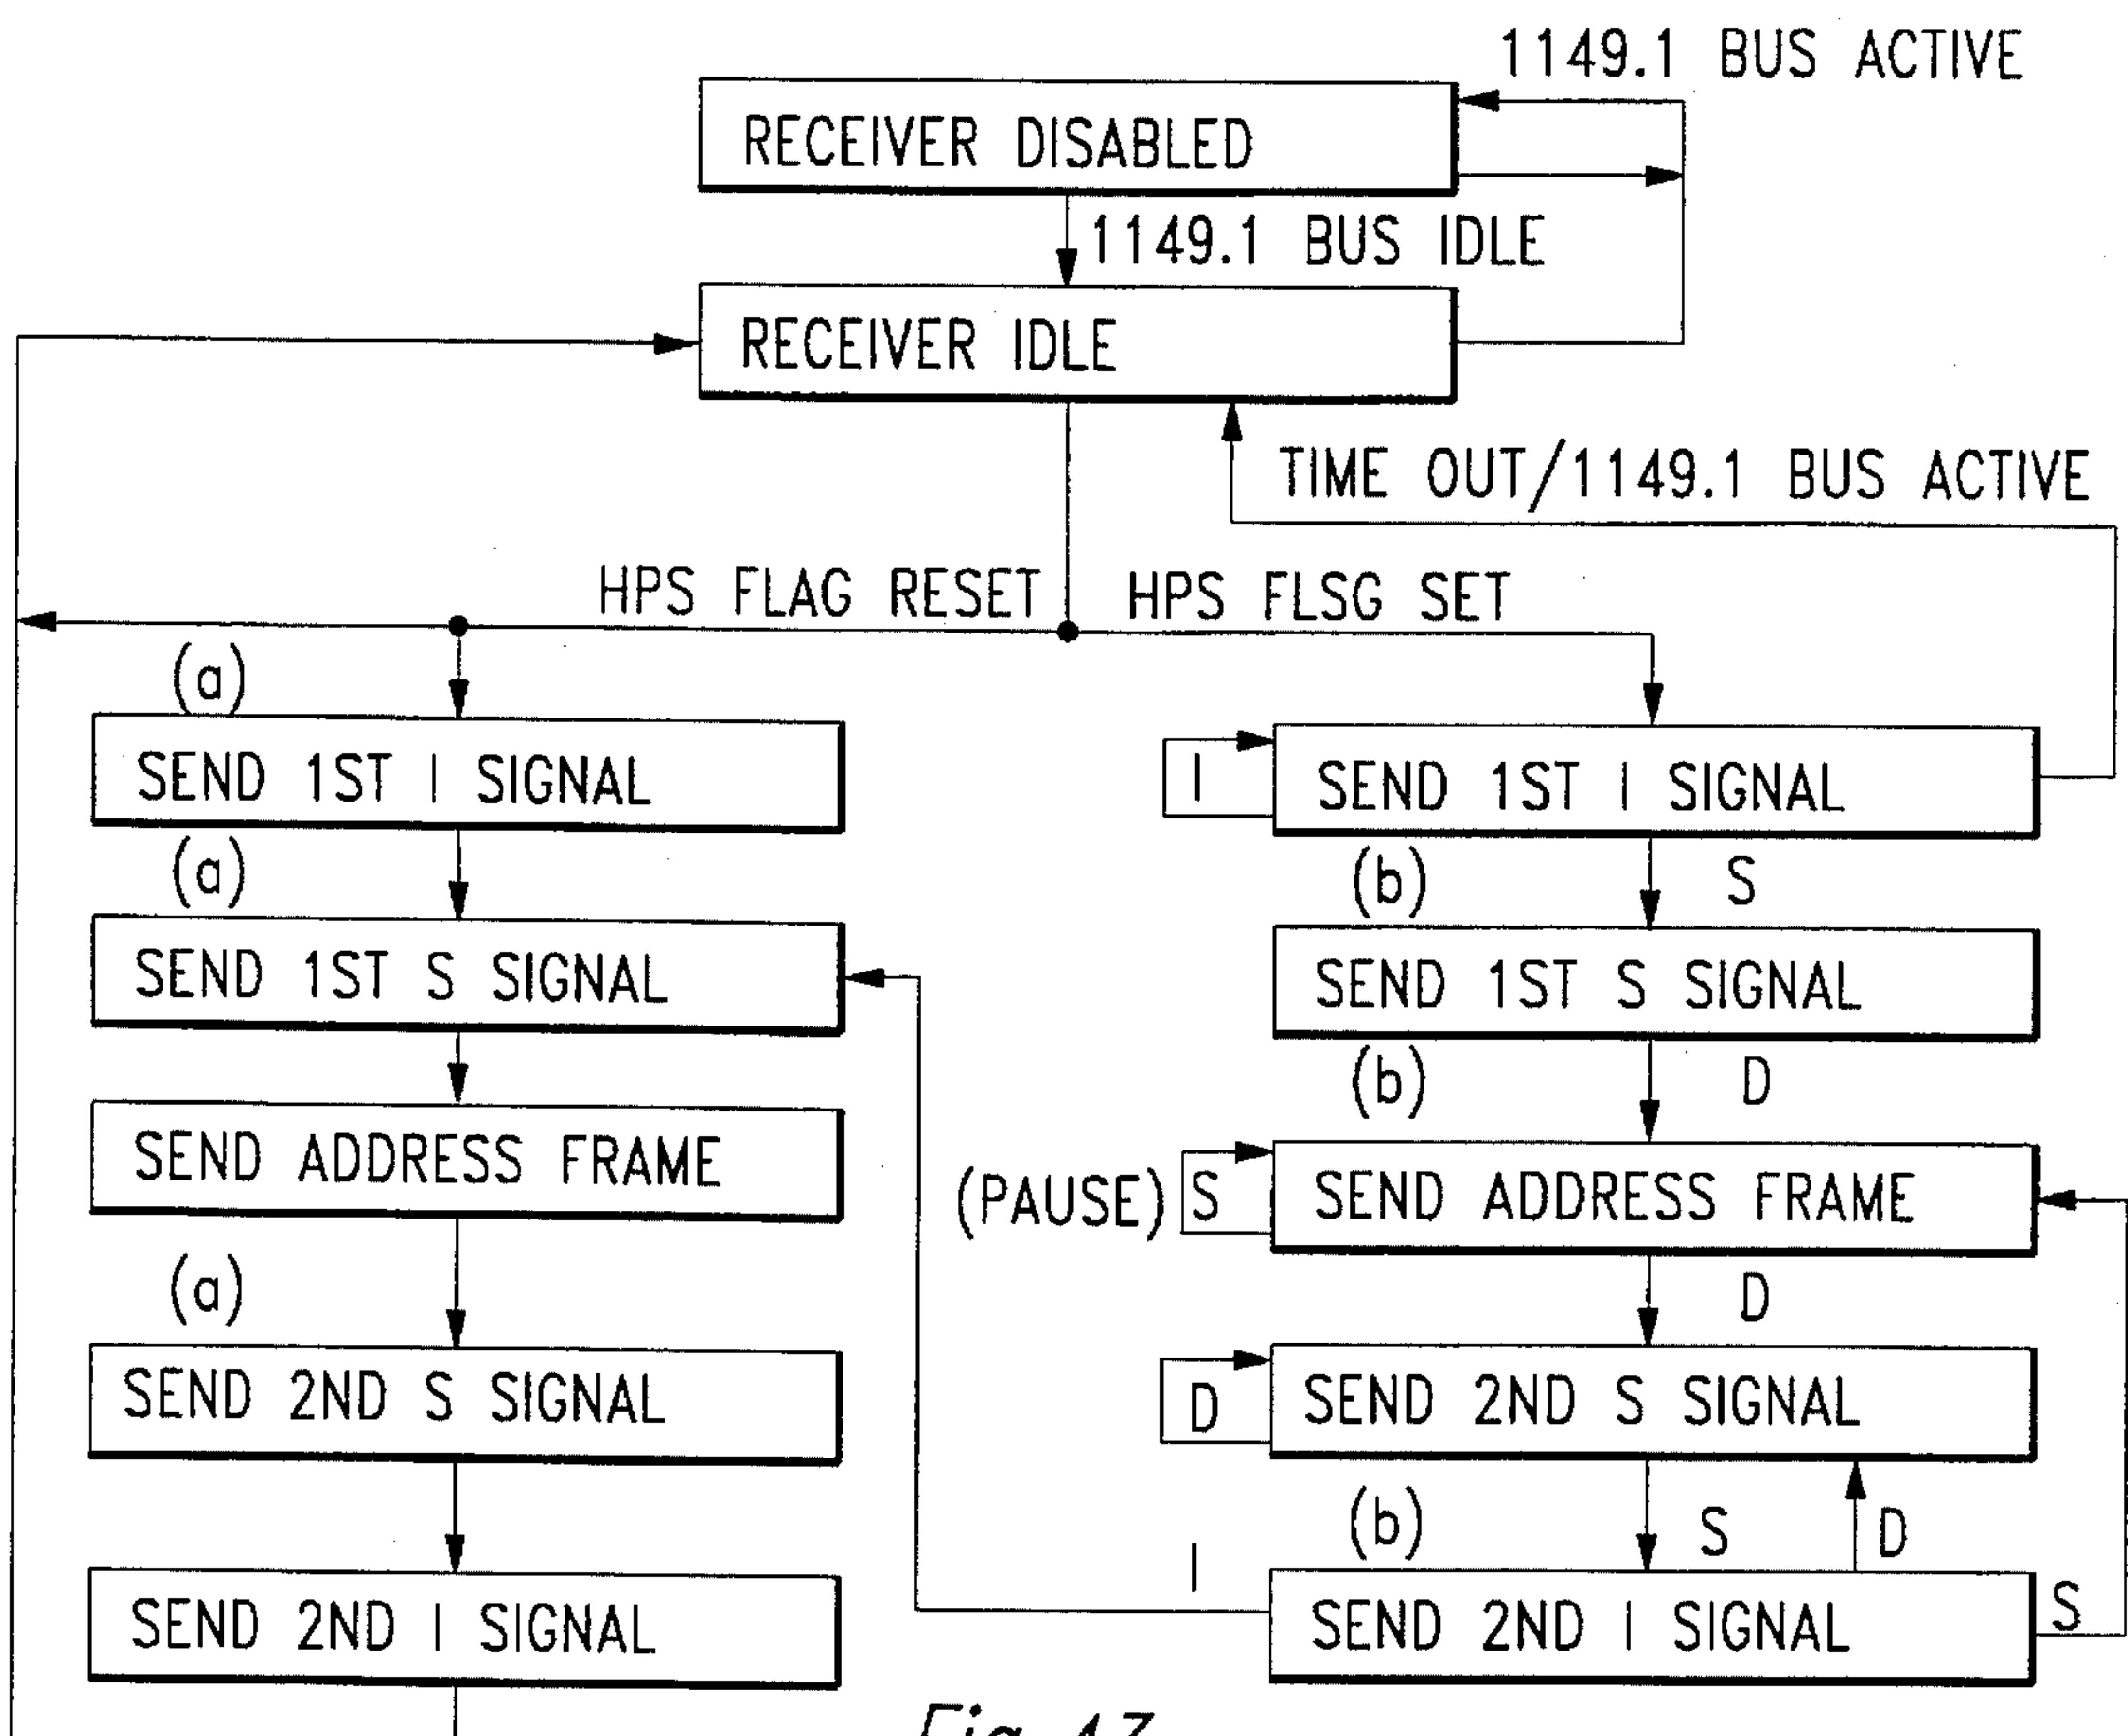 1149.1 BUS ACTIVE
RECEIVER DISABLED
1149.1 BUS IDLE
RECEIVER IDLE
TIME OUT/1149.1 BUS ACTIVE
HPS FLAG RESET
HPS FLSG SET
(a)
SEND 1ST I SIGNAL
I
SEND 1ST I SIGNAL
(a)
(b)
S
SEND 1ST S SIGNAL
SEND 1ST S SIGNAL
(b)
D
SEND ADDRESS FRAME
(PAUSE)
S
SEND ADDRESS FRAME
(a)
D
SEND 2ND S SIGNAL
D
SEND 2ND S SIGNAL
I
(b)
S
D
SEND 2ND I SIGNAL
SEND 2ND I SIGNAL
S